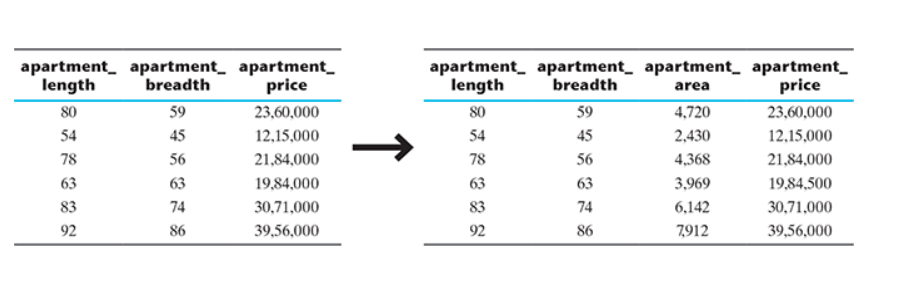 apartment_ apartment_ apartment_
length breadth price
80 59 23,60,000
54 45 12,15,000
78 56 21,84,000
63 63 19,84,000
83 74 30,71,000
92 86 39,56,000
apartment_ apartment_ apartment_ apartment_
length breadth area price
80 59 4,720 23,60,000
54 45 2,430 12,15,000
78 56 4,368 21,84,000
63 63 3,969 19,84,500
83 74 6,142 30,71,000
92 86 7,912 39,56,000